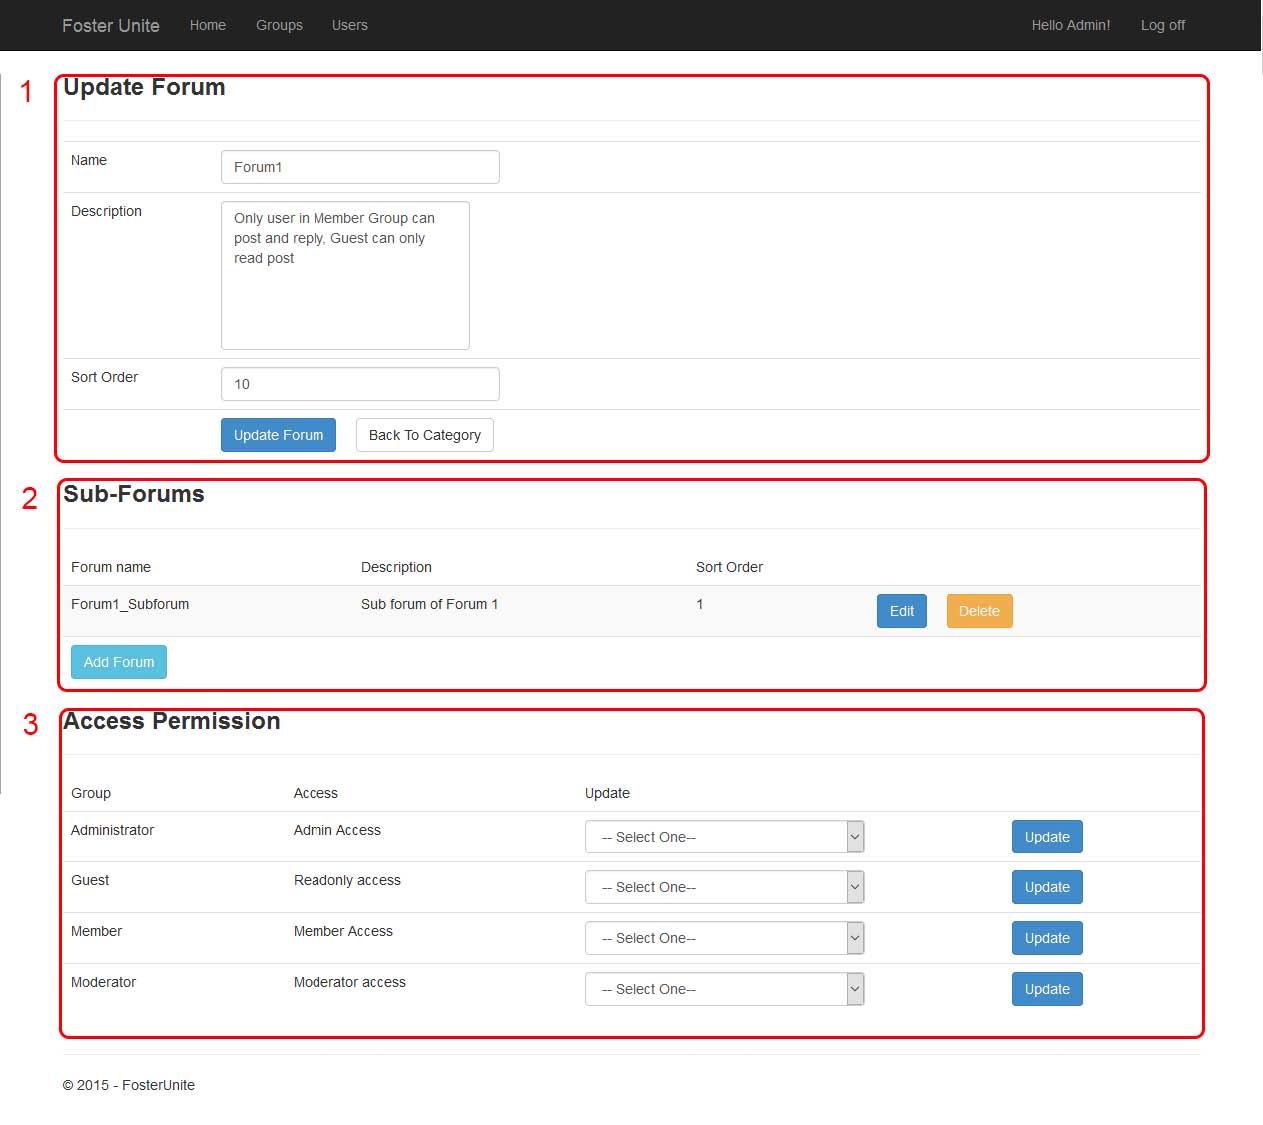 Foster Unite Home Groups Users Hello Admin! Log off
1 Update Forum
Name Forum1
Description Only user in Member Group can
post and reply, Guest can only
read post
Sort Order 10
Update Forum Back To Category
2 Sub-Forums
Forum name Description Sort Order
Forum1_Subforum Sub forum of Forum 1 1 Edit Delete
Add Forum
3 Access Permission
Group Access Update
Administrator Admin Access -- Select One-- Update
Guest Readonly access -- Select One-- Update
Member Member Access -- Select One-- Update
Moderator Moderator access -- Select One-- Update
© 2015 - FosterUnite